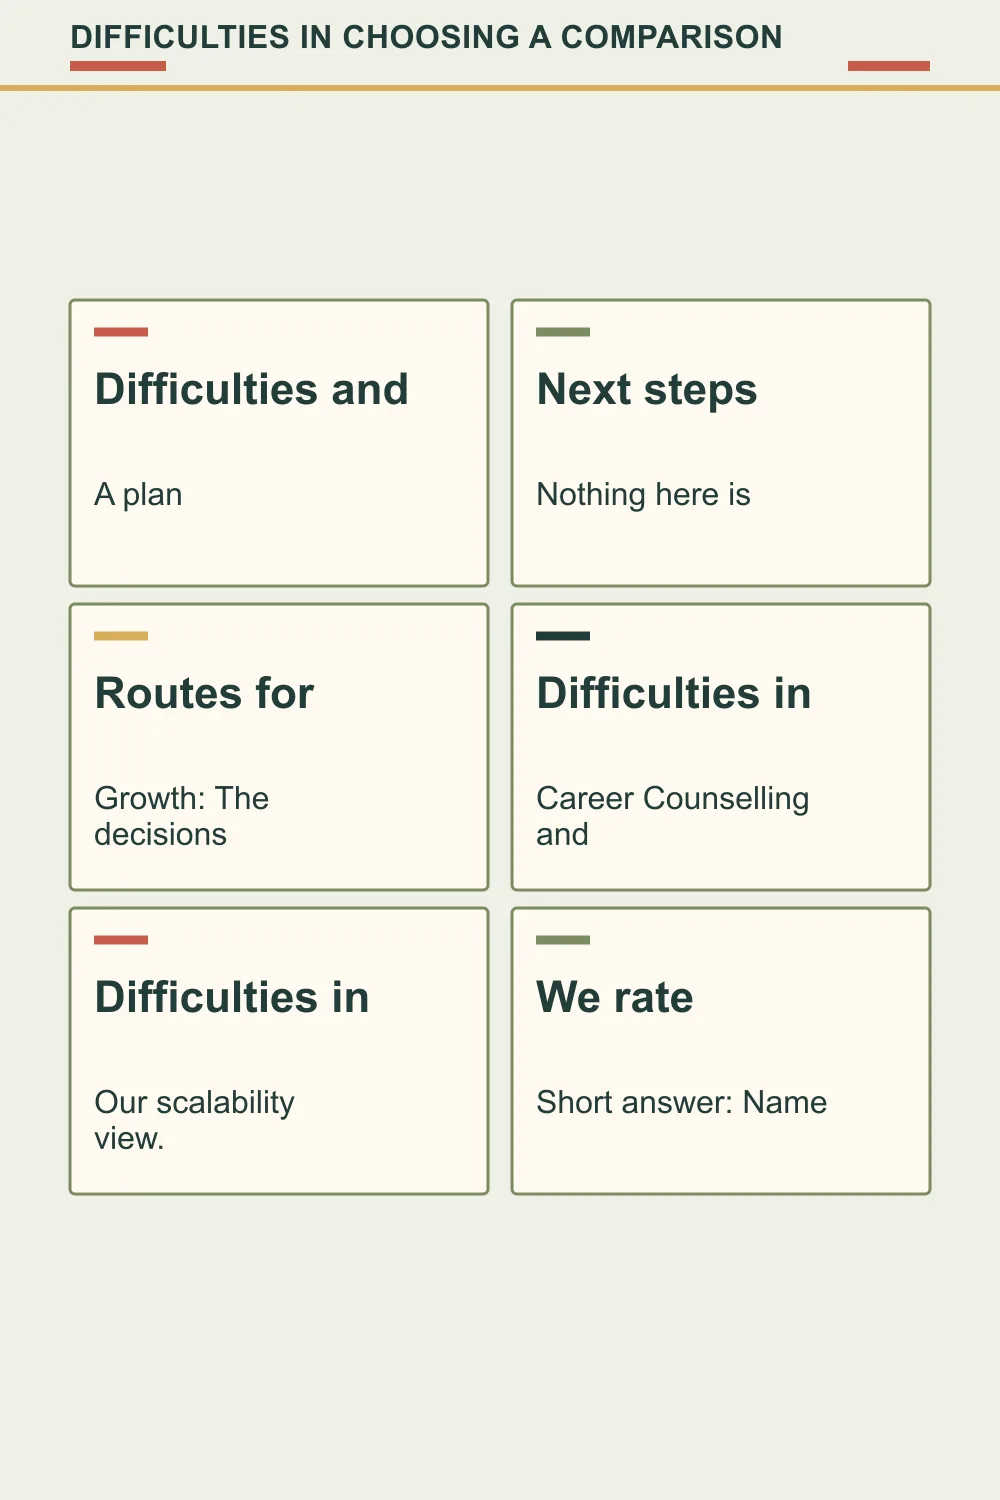 DIFFICULTIES IN CHOOSING A COMPARISON
Difficulties and
A plan
Next steps
Nothing here is
Routes for
Growth: The
decisions
Difficulties in
Career Counselling
and
Difficulties in
Our scalability
view.
We rate
Short answer: Name